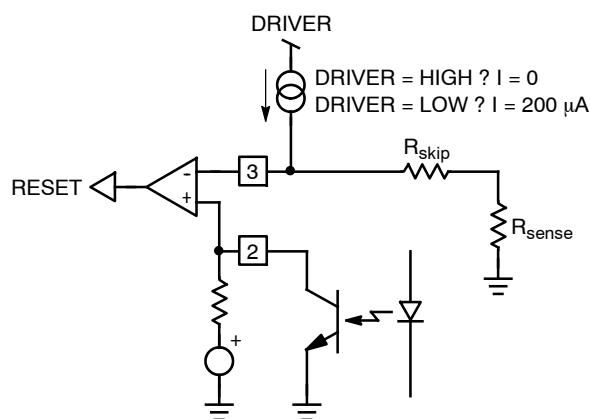 DRIVER
DRIVER = HIGH ? I = 0
DRIVER = LOW ? I = 200 μA
Rskip
RESET
-
3
+
Rsense
2
+